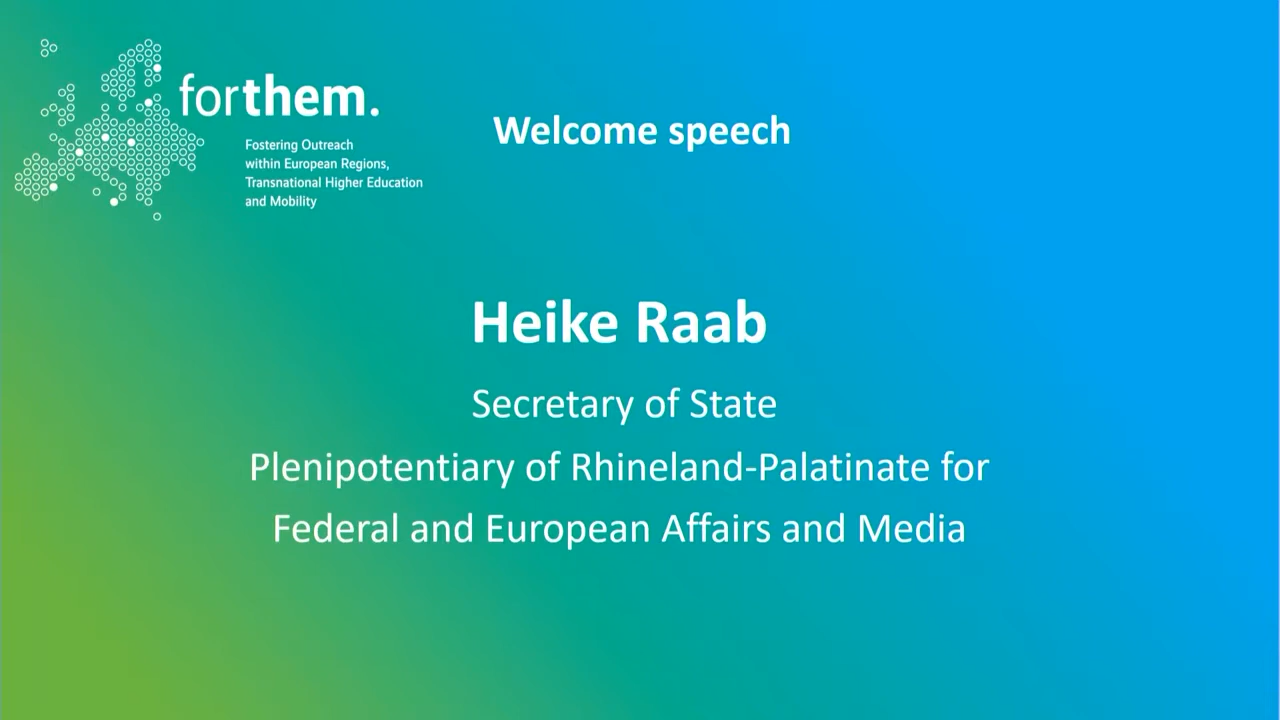 forthem.
Fostering Outreach
within European Regions,
Transnational Higher Education
and Mobility
Welcome speech
Heike Raab
Secretary of State
Plenipotentiary of Rhineland-Palatinate for
Federal and European Affairs and Media